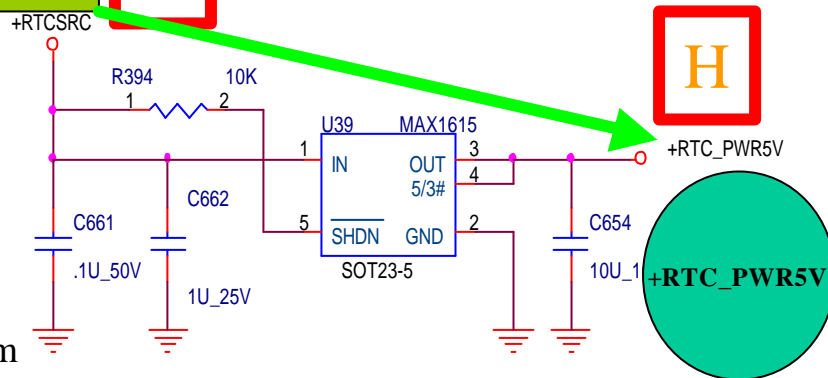 +RTCSRC
H
R394 10K
1 2
U39 MAX1615
+RTC_PWR5V
1 IN OUT 3
5/3# 4
C662
C661
5 SHDN GND 2
C654
.1U_50V
SOT23-5
10U_1
+RTC_PWR5V
1U_25V